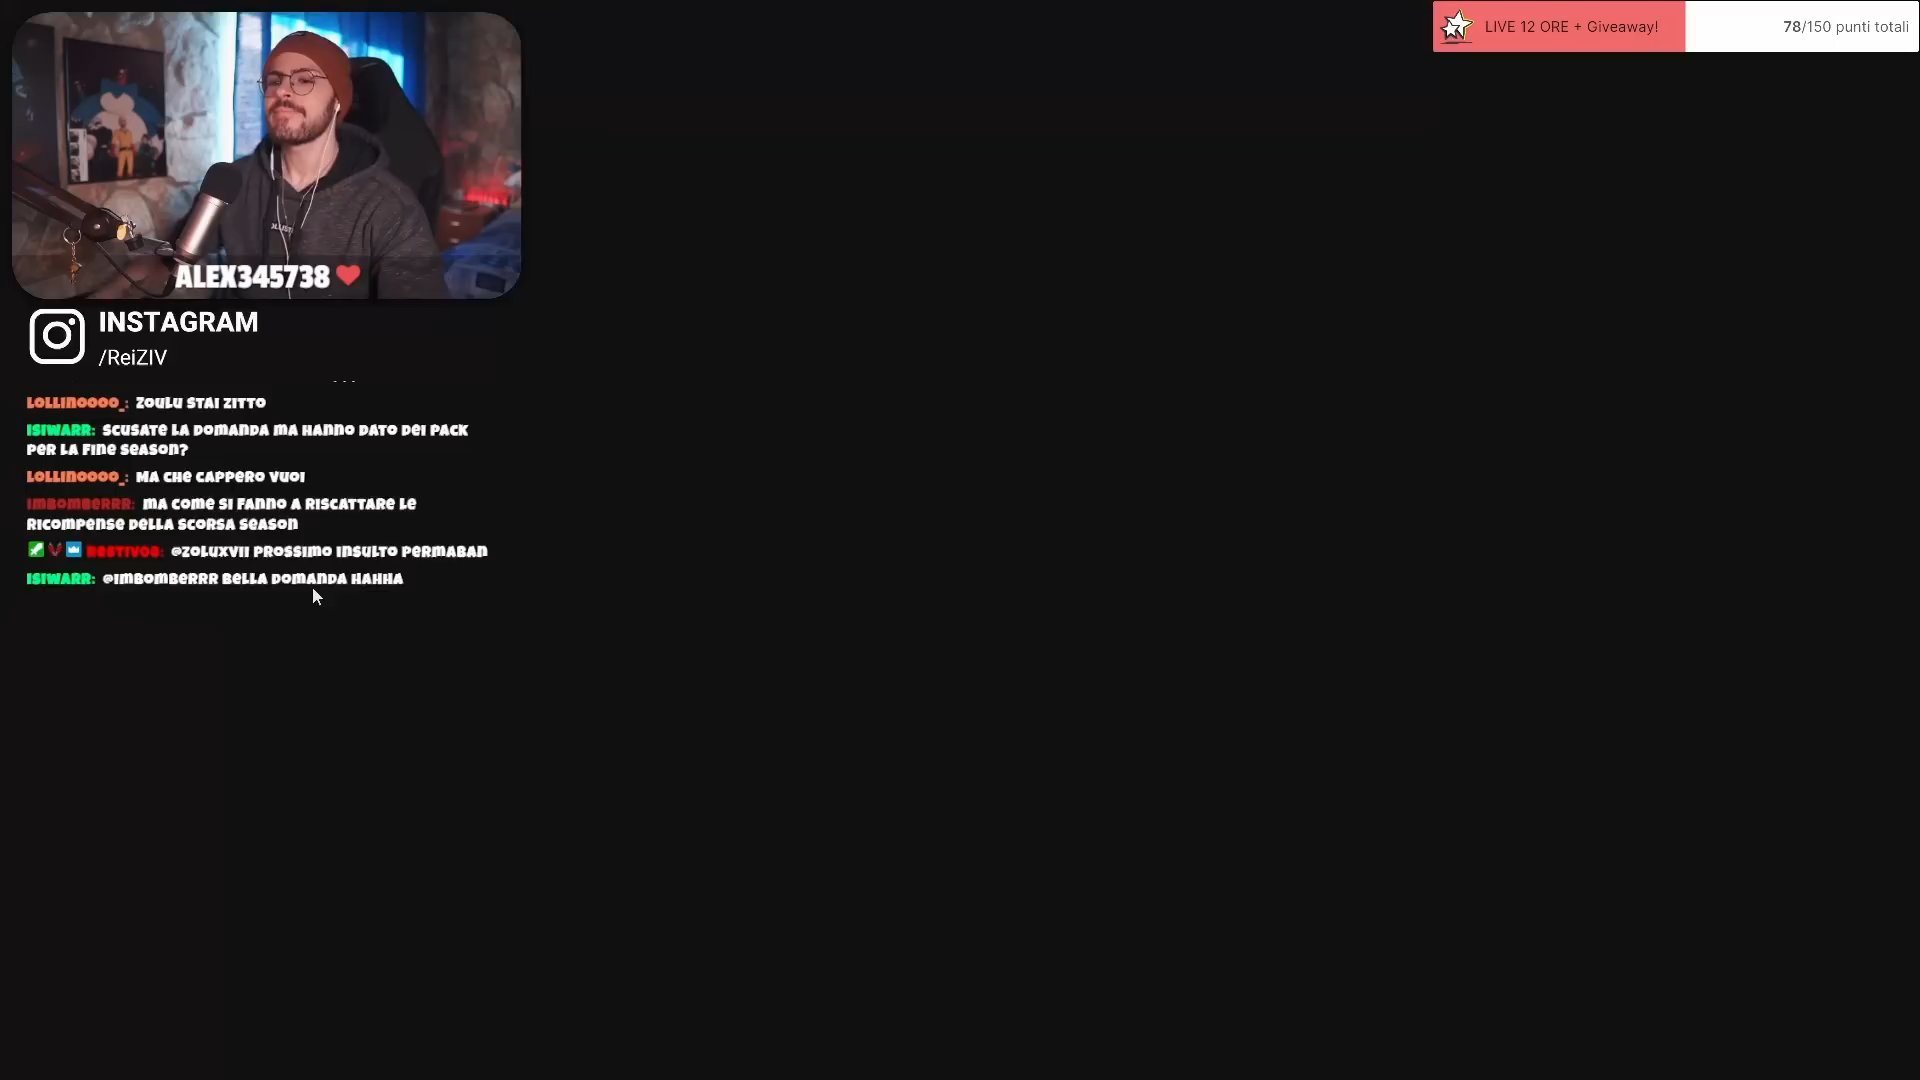 LIVE 12 ORE + Giveaway!
78/150 punti totali
ALEX345738
INSTAGRAM
/ReiZIV
LOLLINOOOO_: ZOULU STAI ZITTO
ISIWARR: SCUSATE LA DOMANDA MA HANNO DATO DEI PACK
PER LA FINE SEASON?
LOLLINOOOO_: MA CHE CAPPERO VUOI
IMBOMBERRR: MA COME SI FANNO A RISCATTARE LE
RICOMPENSE DELLA SCORSA SEASON
@ZOLUXVII PROSSIMO INSULTO PERMABAN
ISIWARR: @IMBOMBERRR BELLA DOMANDA HAHHA